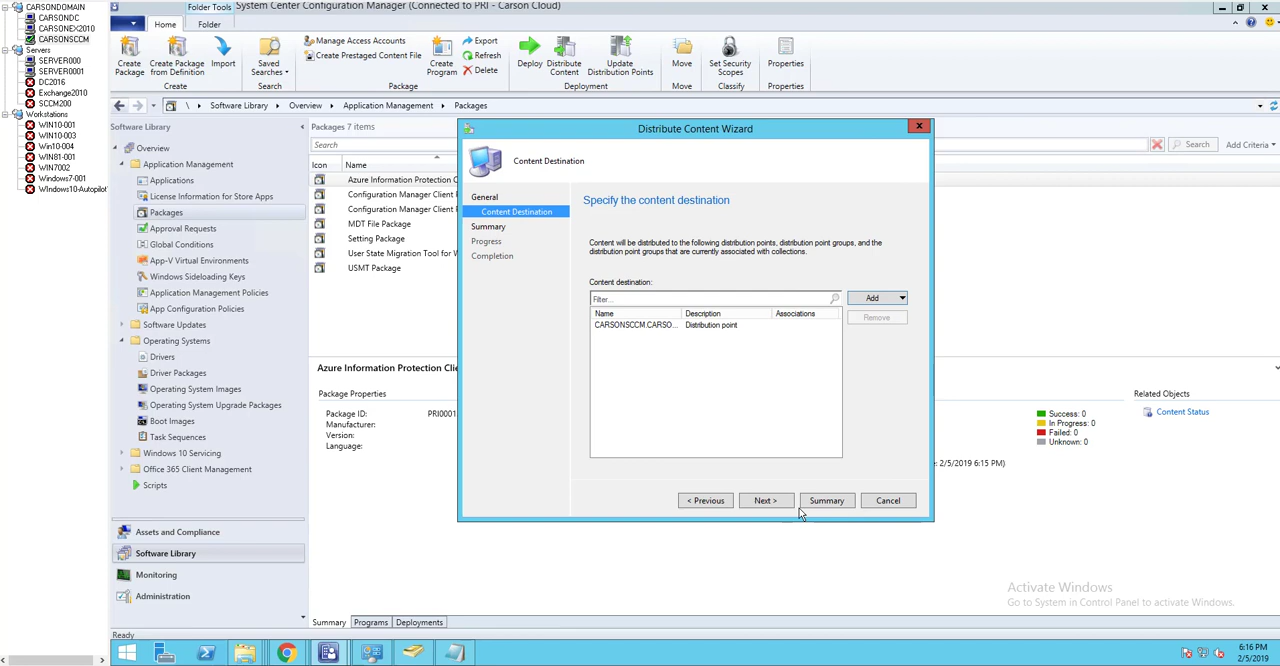 CARSONDOMAIN
CARSONDC
CARSONEX2010
CARSONSCCM
Servers
SERVER000
SERVER0001
DC2016
Exchange2010
SCCM200
Workstations
WIN10-001
WIN10-003
Win10-004
WIN81-001
WIN7002
Windows7-001
WIndows10-Autopilot
Folder Tools
System Center Configuration Manager (Connected to PRI - Carson Cloud)
Home
Folder
Create Package
Create Package from Definition
Import
Create
Saved Searches
Search
Manage Access Accounts
Create Prestaged Content File
Create Program
Export
Refresh
Delete
Package
Deploy
Distribute Content
Update Distribution Points
Deployment
Move
Move
Set Security Scopes
Classify
Properties
Properties
\ Software Library Overview Application Management Packages
Software Library
Overview
Application Management
Applications
License Information for Store Apps
Packages
Approval Requests
Global Conditions
App-V Virtual Environments
Windows Sideloading Keys
Application Management Policies
App Configuration Policies
Software Updates
Operating Systems
Drivers
Driver Packages
Operating System Images
Operating System Upgrade Packages
Boot Images
Task Sequences
Windows 10 Servicing
Office 365 Client Management
Scripts
Assets and Compliance
Software Library
Monitoring
Administration
Ready
Packages 7 items
Search
Search
Add Criteria
Icon Name
Azure Information Protection C
Configuration Manager Client F
Configuration Manager Client F
MDT File Package
Setting Package
User State Migration Tool for W
USMT Package
Azure Information Protection Clie
Package Properties
Package ID: PRI0001
Manufacturer:
Version:
Language:
Success: 0
In Progress: 0
Failed: 0
Unknown: 0
2/5/2019 6:15 PM)
Related Objects
Content Status
Distribute Content Wizard
Content Destination
General
Content Destination
Summary
Progress
Completion
Specify the content destination
Content will be distributed to the following distribution points, distribution point groups, and the
distribution point groups that are currently associated with collections.
Content destination:
Filter...
Add
Remove
Name Description Associations
CARSONSCCM.CARSO... Distribution point
< Previous
Next >
Summary
Cancel
Activate Windows
Go to System in Control Panel to activate Windows.
Summary Programs Deployments
6:16 PM
2/5/2019